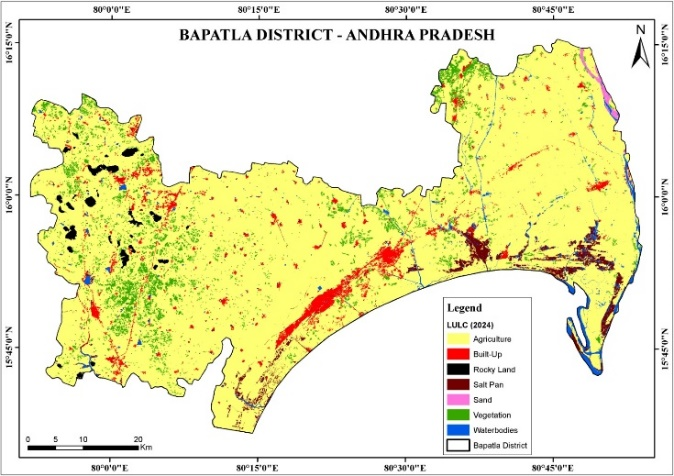 80°0'0"E 80°15'0"E 80°30'0"E 80°45'0"E
BAPATLA DISTRICT - ANDHRA PRADESH
N
16°15'0"N 16°15'0"N
16°0'0"N 16°0'0"N
15°45'0"N 15°45'0"N
Legend
LULC (2024)
Agriculture
Built-Up
Rocky Land
Salt Pan
Sand
Vegetation
Waterbodies
Bapatla District
0 5 10 20
Km
80°0'0"E 80°15'0"E 80°30'0"E 80°45'0"E